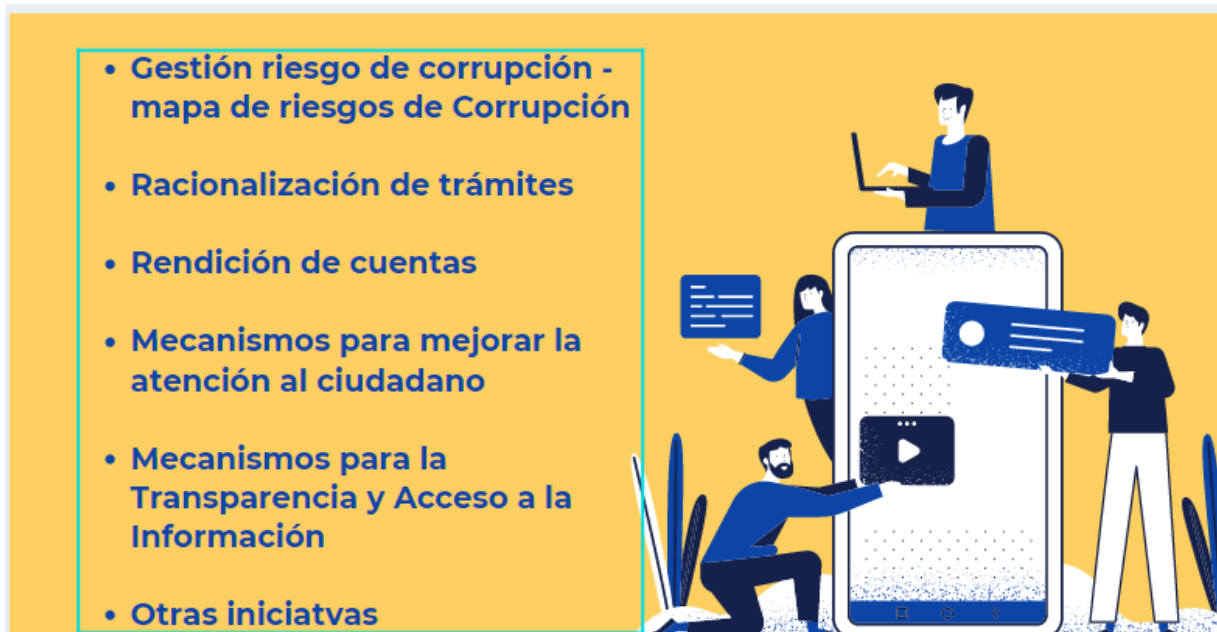 • Gestión riesgo de corrupción -
mapa de riesgos de Corrupción
• Racionalización de trámites
• Rendición de cuentas
• Mecanismos para mejorar la
atención al ciudadano
• Mecanismos para la
Transparencia y Acceso a la
Información
• Otras iniciatvas